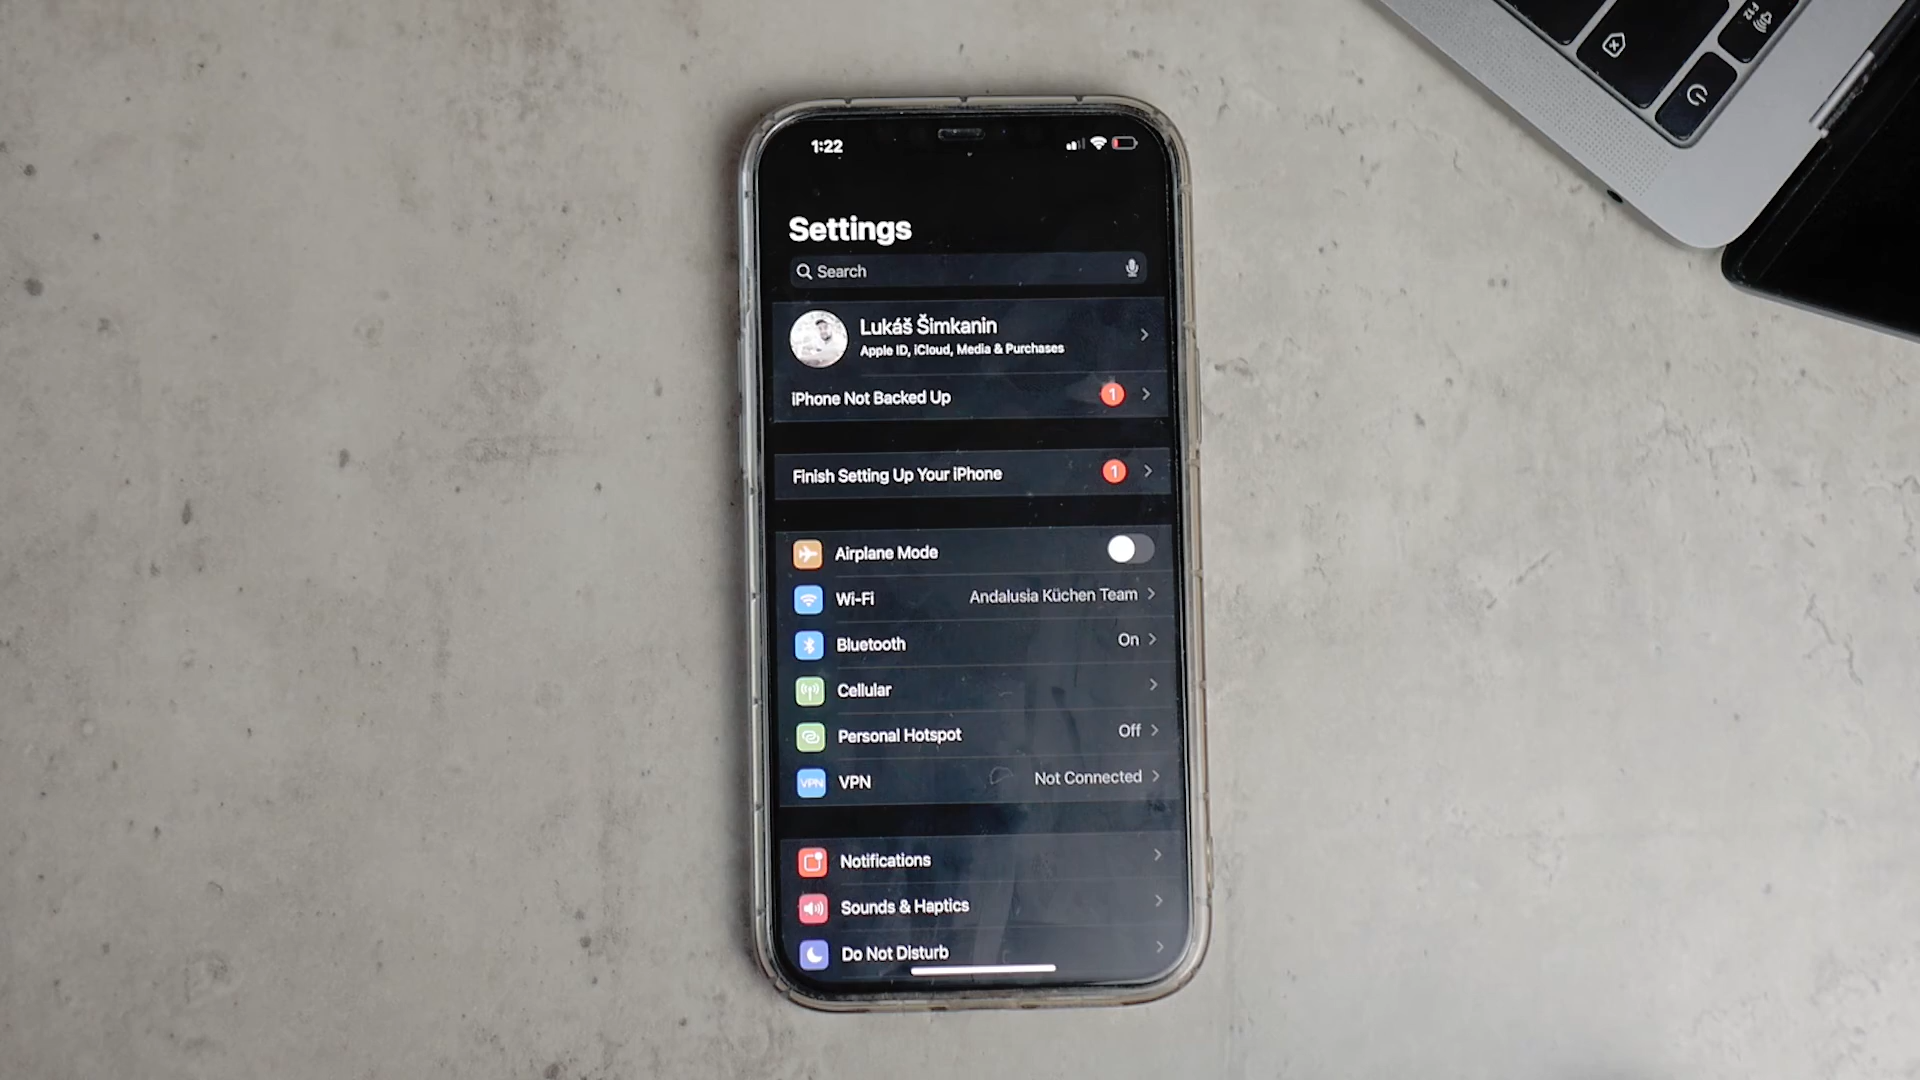 F12
1:22
Settings
Search
Lukáš Šimkanin
Apple ID, iCloud, Media & Purchases
iPhone Not Backed Up 1
Finish Setting Up Your iPhone 1
Airplane Mode
Wi-Fi Andalusia Küchen Team
Bluetooth On
Cellular
Personal Hotspot Off
VPN VPN Not Connected
Notifications
Sounds & Haptics
Do Not Disturb